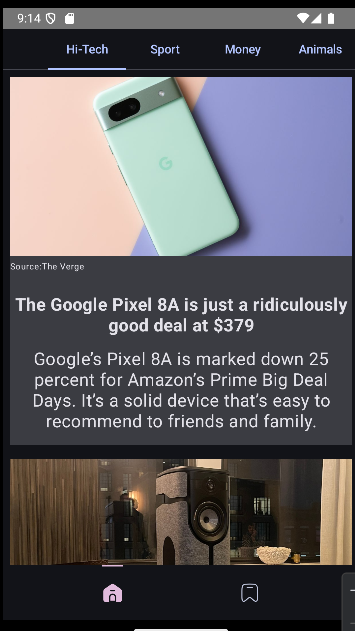 9:14
Hi-Tech Sport Money Animals
G
Source:The Verge
The Google Pixel 8A is just a ridiculously
good deal at $379
Google's Pixel 8A is marked down 25
percent for Amazon's Prime Big Deal
Days. It's a solid device that's easy to
recommend to friends and family.